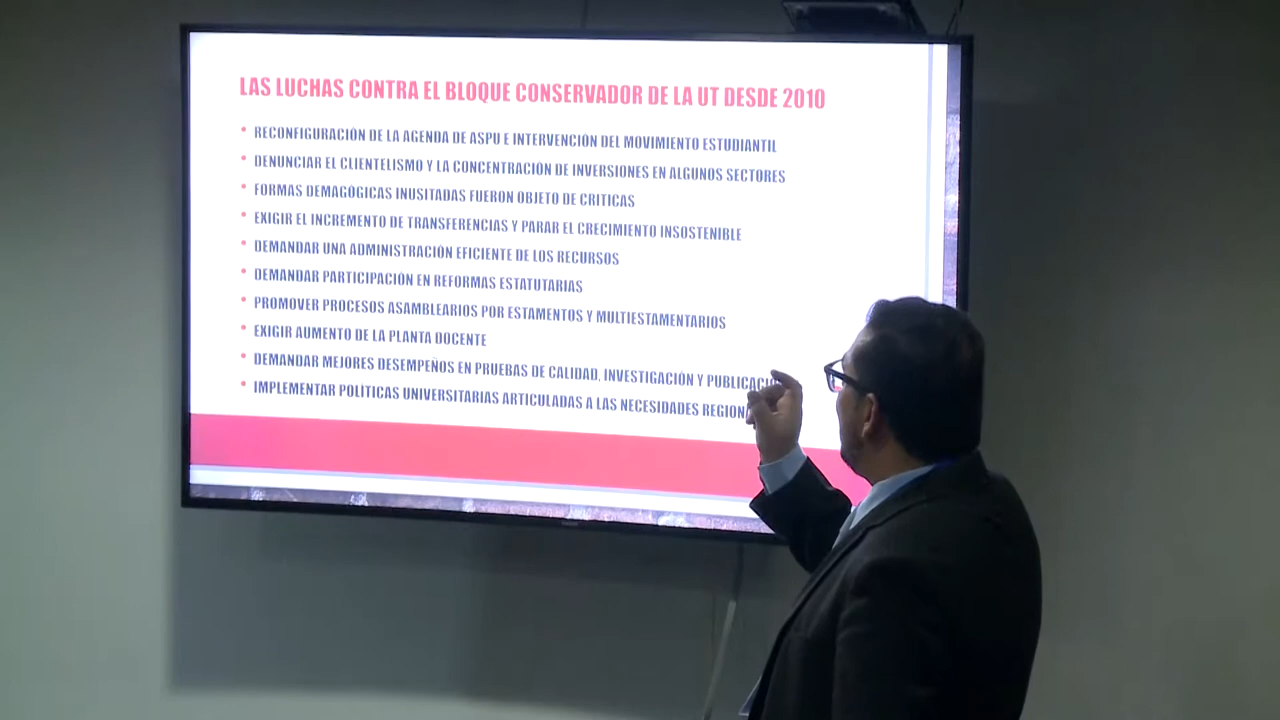 LAS LUCHAS CONTRA EL BLOQUE CONSERVADOR DE LA UT DESDE 2010
• RECONFIGURACIÓN DE LA AGENDA DE ASPU E INTERVENCIÓN DEL MOVIMIENTO ESTUDIANTIL
• DENUNCIAR EL CLIENTELISMO Y LA CONCENTRACIÓN DE INVERSIONES EN ALGUNOS SECTORES
• FORMAS DEMAGÓGICAS INUSITADAS FUERON OBJETO DE CRITICAS
• EXIGIR EL INCREMENTO DE TRANSFERENCIAS Y PARAR EL CRECIMIENTO INSOSTENIBLE
• DEMANDAR UNA ADMINISTRACIÓN EFICIENTE DE LOS RECURSOS
• DEMANDAR PARTICIPACIÓN EN REFORMAS ESTATUTARIAS
• PROMOVER PROCESOS ASAMBLEARIOS POR ESTAMENTOS Y MULTIESTAMENTARIOS
• EXIGIR AUMENTO DE LA PLANTA DOCENTE
• DEMANDAR MEJORES DESEMPEÑOS EN PRUEBAS DE CALIDAD, INVESTIGACIÓN Y
• IMPLEMENTAR POLÍTICAS UNIVERSITARIAS ARTICULADAS A LAS NECESIDADES